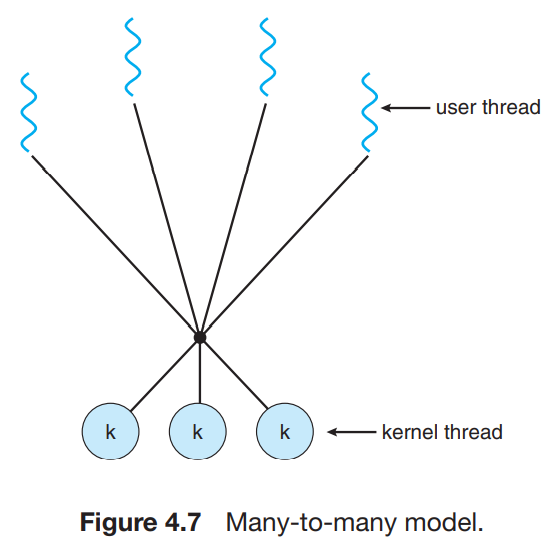 user thread
k k k
kernel thread
Figure 4.7 Many-to-many model.